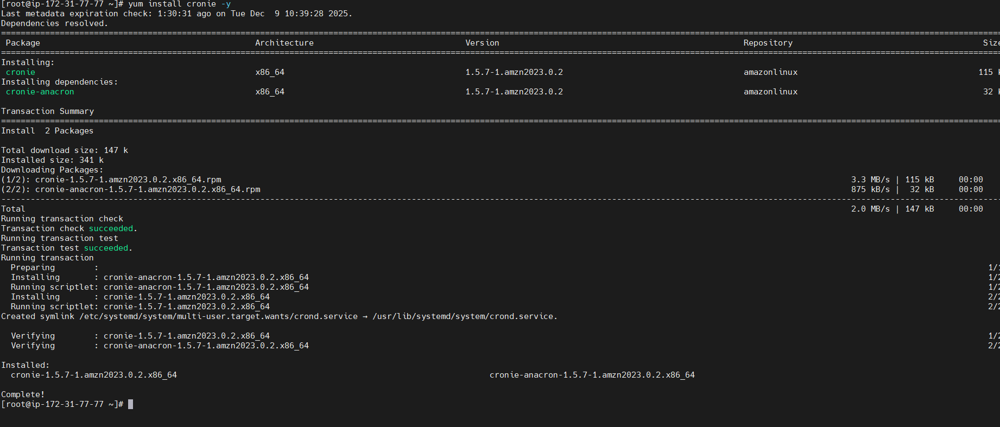 [root@ip-172-31-77-77 ~]# yum install cronie -y
Last metadata expiration check: 1:30:31 ago on Tue Dec  9 10:39:28 2025.
Dependencies resolved.
================================================================================
 Package                Architecture        Version                    Repository            Size
================================================================================
Installing:
 cronie                 x86_64              1.5.7-1.amzn2023.0.2       amazonlinux           115 k
Installing dependencies:
 cronie-anacron         x86_64              1.5.7-1.amzn2023.0.2       amazonlinux            32 k
Transaction Summary
================================================================================
Install  2 Packages
Total download size: 147 k
Installed size: 341 k
Downloading Packages:
(1/2): cronie-1.5.7-1.amzn2023.0.2.x86_64.rpm                    3.3 MB/s | 115 kB     00:00
(2/2): cronie-anacron-1.5.7-1.amzn2023.0.2.x86_64.rpm            875 kB/s |  32 kB     00:00
--------------------------------------------------------------------------------
Total                                                            2.0 MB/s | 147 kB     00:00
Running transaction check
Transaction check succeeded.
Running transaction test
Transaction test succeeded.
Running transaction
  Preparing        :                                                        1/1
  Installing       : cronie-anacron-1.5.7-1.amzn2023.0.2.x86_64             1/2
  Running scriptlet: cronie-anacron-1.5.7-1.amzn2023.0.2.x86_64             1/2
  Installing       : cronie-1.5.7-1.amzn2023.0.2.x86_64                     2/2
  Running scriptlet: cronie-1.5.7-1.amzn2023.0.2.x86_64                     2/2
Created symlink /etc/systemd/system/multi-user.target.wants/crond.service → /usr/lib/systemd/system/crond.service.
  Verifying        : cronie-1.5.7-1.amzn2023.0.2.x86_64                     1/2
  Verifying        : cronie-anacron-1.5.7-1.amzn2023.0.2.x86_64             2/2
Installed:
  cronie-1.5.7-1.amzn2023.0.2.x86_64          cronie-anacron-1.5.7-1.amzn2023.0.2.x86_64
Complete!
[root@ip-172-31-77-77 ~]#